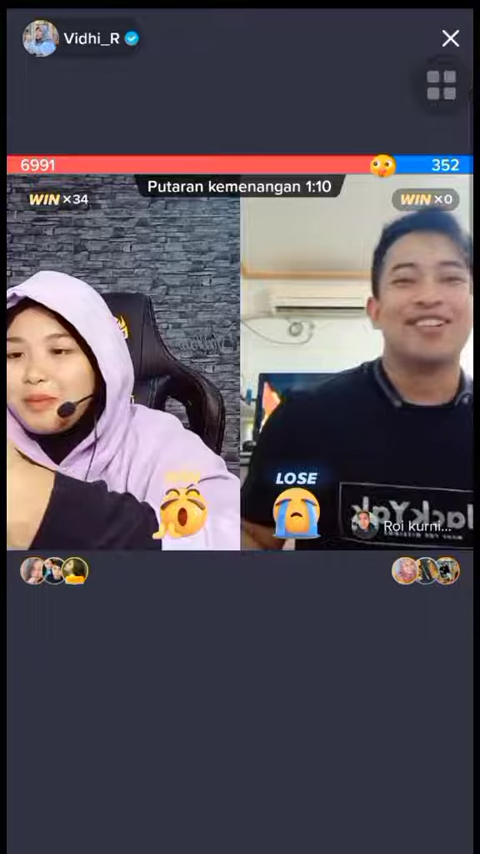 Vidhi_R
6991
352
Putaran kemenangan 1:10
WIN ×34
WIN ×0
LOSE
Roi kurni...